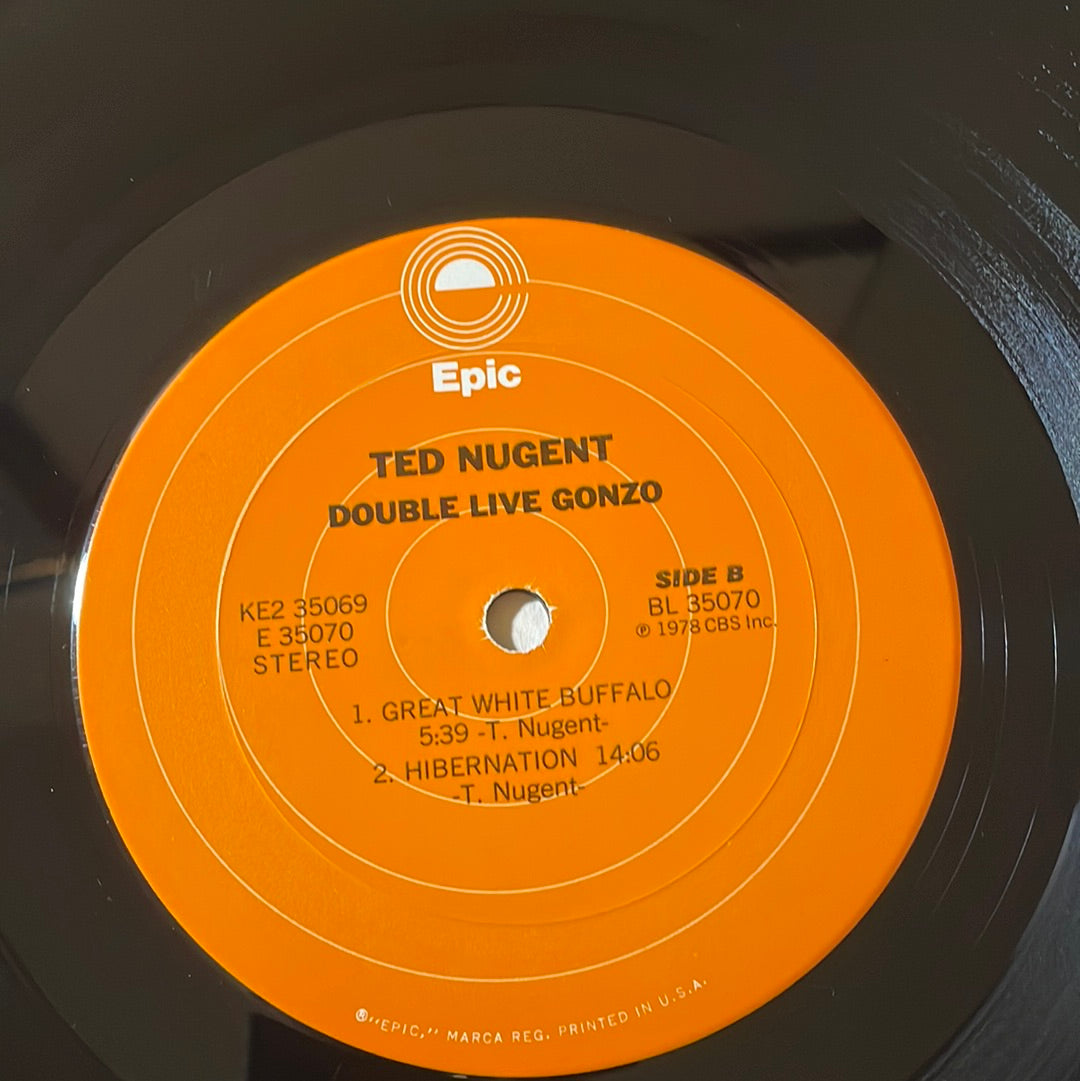 Epic
TED NUGENT
DOUBLE LIVE GONZO
KE2 35069
E 35070
STEREO
SIDE B
BL 35070
℗ 1978 CBS Inc.
1. GREAT WHITE BUFFALO
5:39 -T. Nugent-
2. HIBERNATION 14:06
-T. Nugent-
®"EPIC," MARCA REG. PRINTED IN U.S.A.